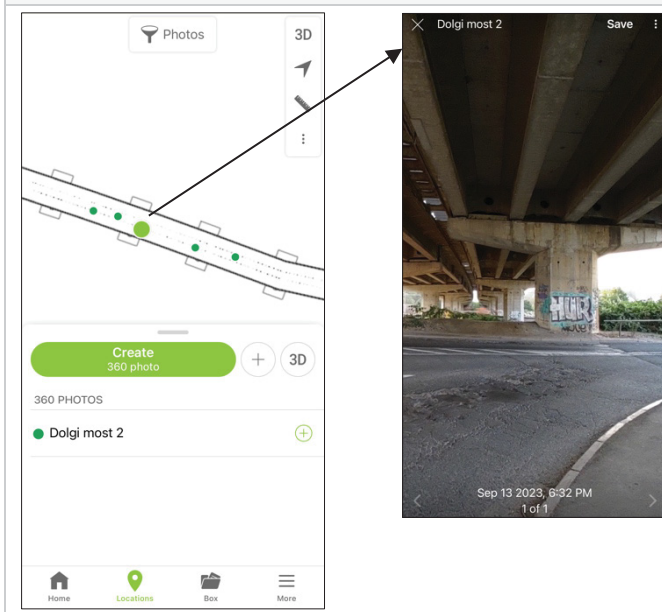 Photos
3D
Create
360 photo
3D
360 PHOTOS
Dolgi most 2
Home
Locations
Box
More
Dolgi most 2
Save
HUR
Sep 13 2023, 6:32 PM
1 of 1